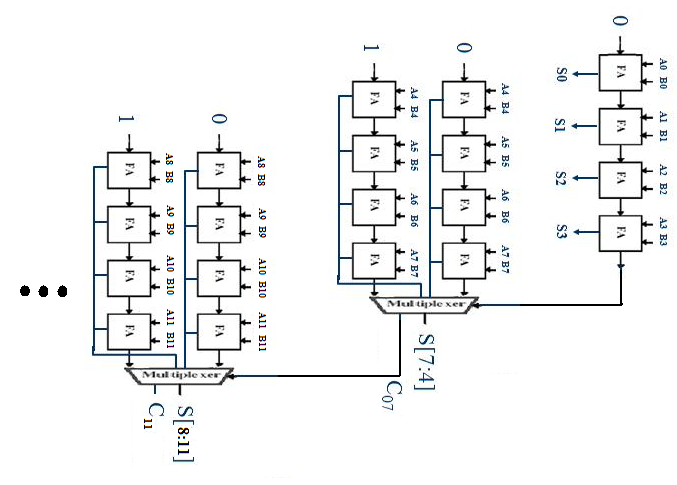 0
A0 B0
FA
S0
A1 B1
FA
S1
A2 B2
FA
S2
A3 B3
FA
S3
1
0
A4 B4
FA
A4 B4
FA
A5 B5
FA
A5 B5
FA
A6 B6
FA
A6 B6
FA
A7 B7
FA
A7 B7
FA
Multiplexer
S[7:4]
C07
1
0
A8 B8
FA
A8 B8
FA
A9 B9
FA
A9 B9
FA
A10 B10
FA
A10 B10
FA
A11 B11
FA
A11 B11
FA
Multiplexer
C11
S[8:11]